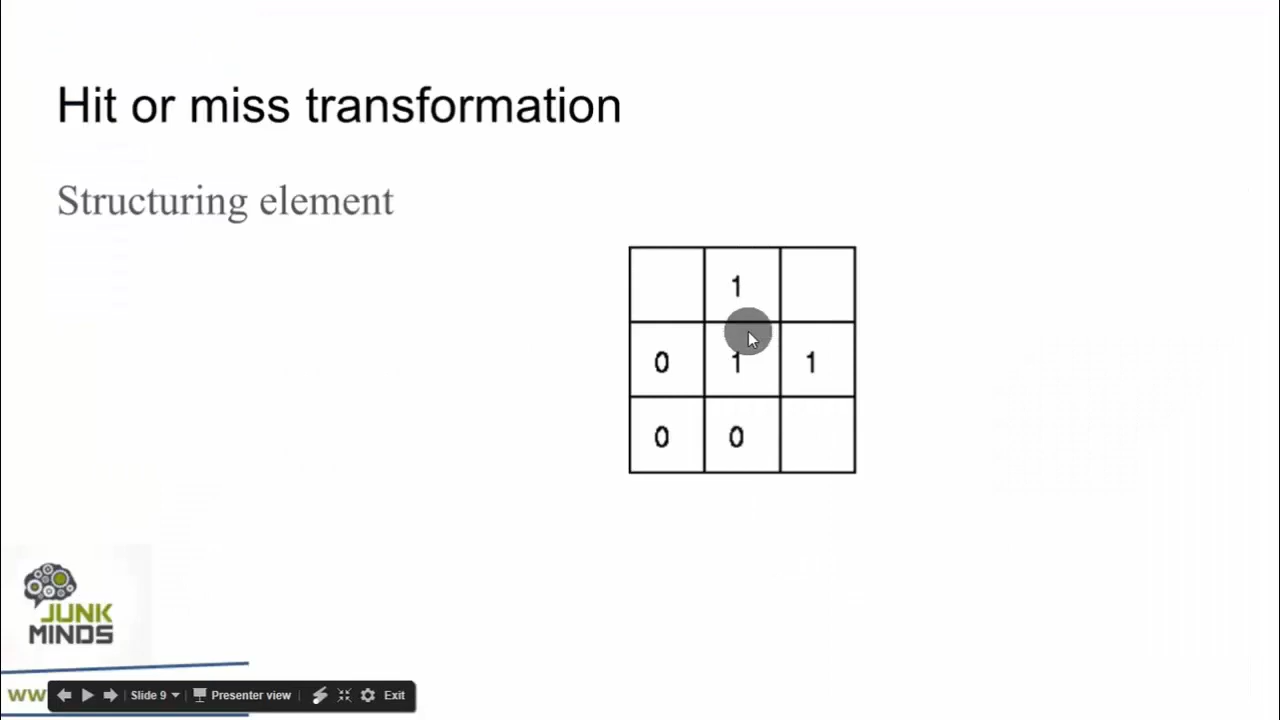 Hit or miss transformation
Structuring element
1
0 1 1
0 0
JUNK
MINDS
ww
Slide 9 Presenter view Exit